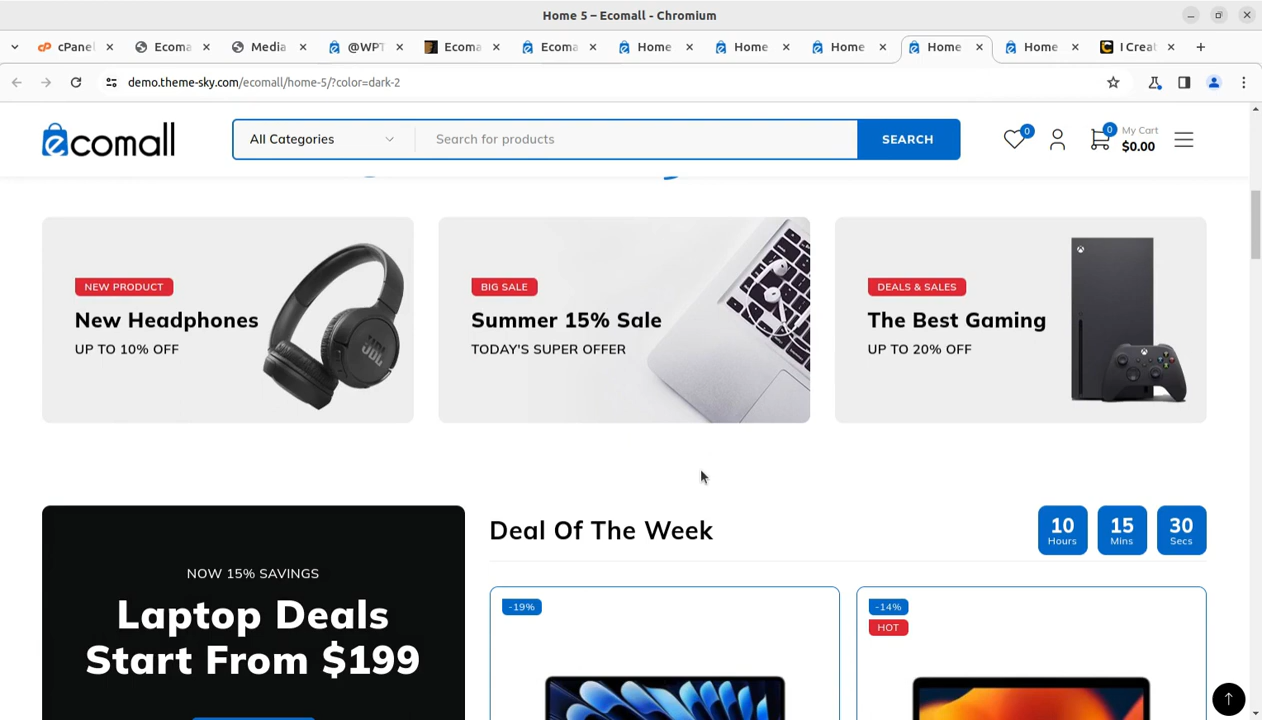 Home 5 – Ecomall - Chromium
cPanel
Ecoma
Media
@WPT
Ecoma
Ecoma
Home
Home
Home
Home
Home
I Creat
demo.theme-sky.com/ecomall/home-5/?color=dark-2
ecomall
All Categories
Search for products
SEARCH
0
0
My Cart
$0.00
NEW PRODUCT
New Headphones
UP TO 10% OFF
JBL
BIG SALE
Summer 15% Sale
TODAY'S SUPER OFFER
DEALS & SALES
The Best Gaming
UP TO 20% OFF
NOW 15% SAVINGS
Laptop Deals
Start From $199
Deal Of The Week
10
Hours
15
Mins
30
Secs
-19%
-14%
HOT